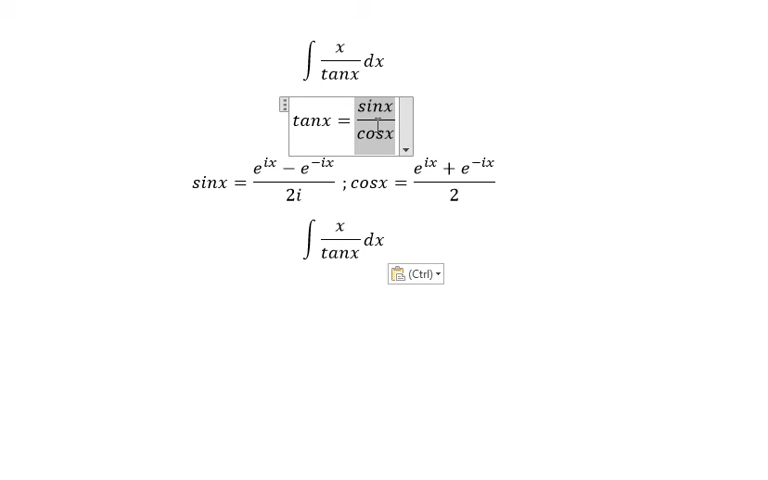 ∫ x/tanx dx
tanx = sinx/cosx
sinx = (e^{ix} − e^{−ix})/2i ; cosx = (e^{ix} + e^{−ix})/2
∫ x/tanx dx
(Ctrl)